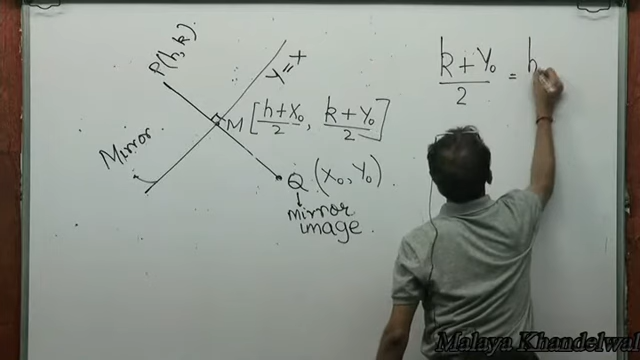 P(h, k)
y = x
Mirror
M [h+x₀/2, k+y₀/2]
Q (x₀, y₀).
mirror
image.
k+y₀/2 = h
Malaya Khandelwal